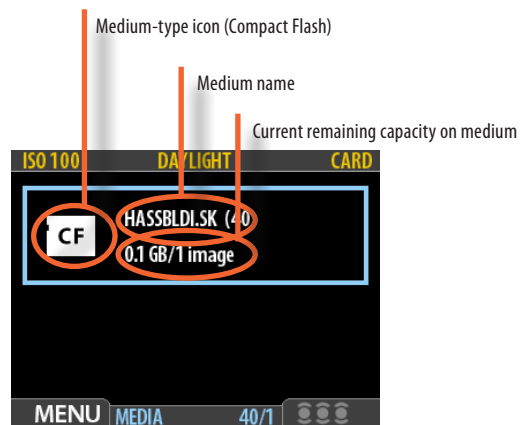 Medium-type icon (Compact Flash)
Medium name
Current remaining capacity on medium
ISO 100 DAYLIGHT CARD
CF
HASSBLDI.SK (40
0.1 GB/1 image
MENU MEDIA 40/1